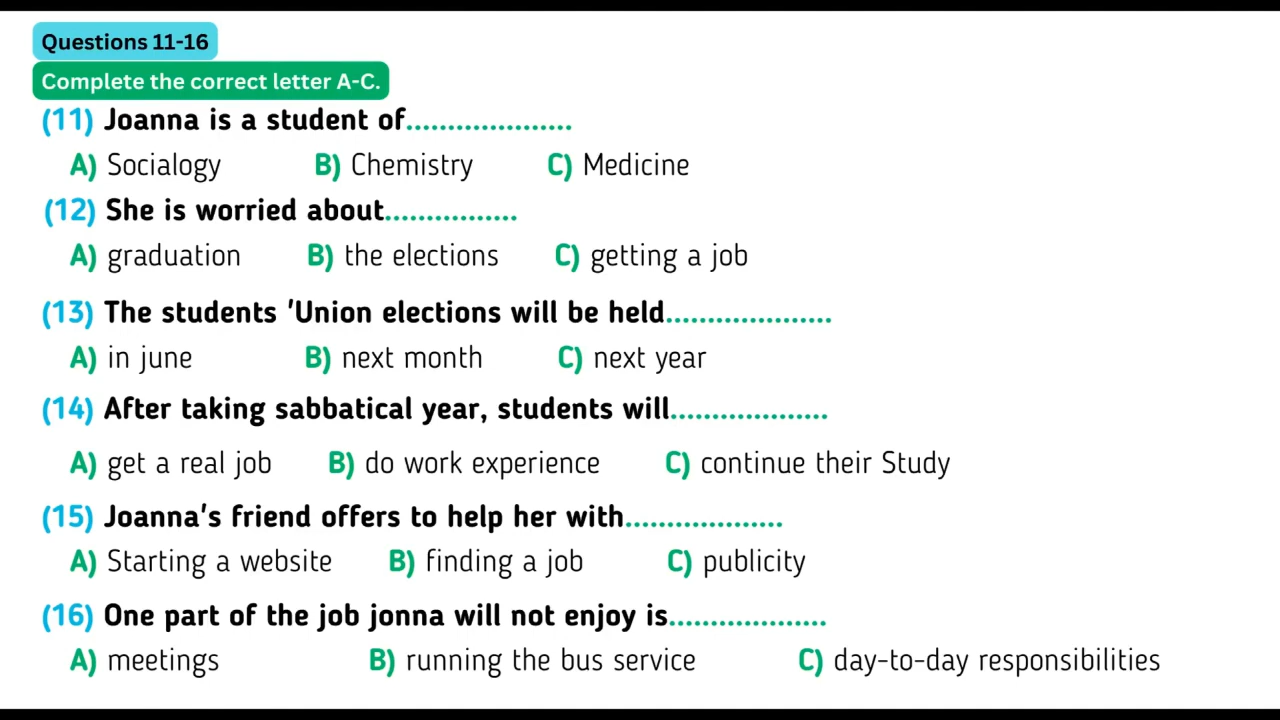 Questions 11-16
Complete the correct letter A-C.
(11) Joanna is a student of....................
A) Socialogy B) Chemistry C) Medicine
(12) She is worried about................
A) graduation B) the elections C) getting a job
(13) The students 'Union elections will be held....................
A) in june B) next month C) next year
(14) After taking sabbatical year, students will...................
A) get a real job B) do work experience C) continue their Study
(15) Joanna's friend offers to help her with...................
A) Starting a website B) finding a job C) publicity
(16) One part of the job jonna will not enjoy is...................
A) meetings B) running the bus service C) day-to-day responsibilities